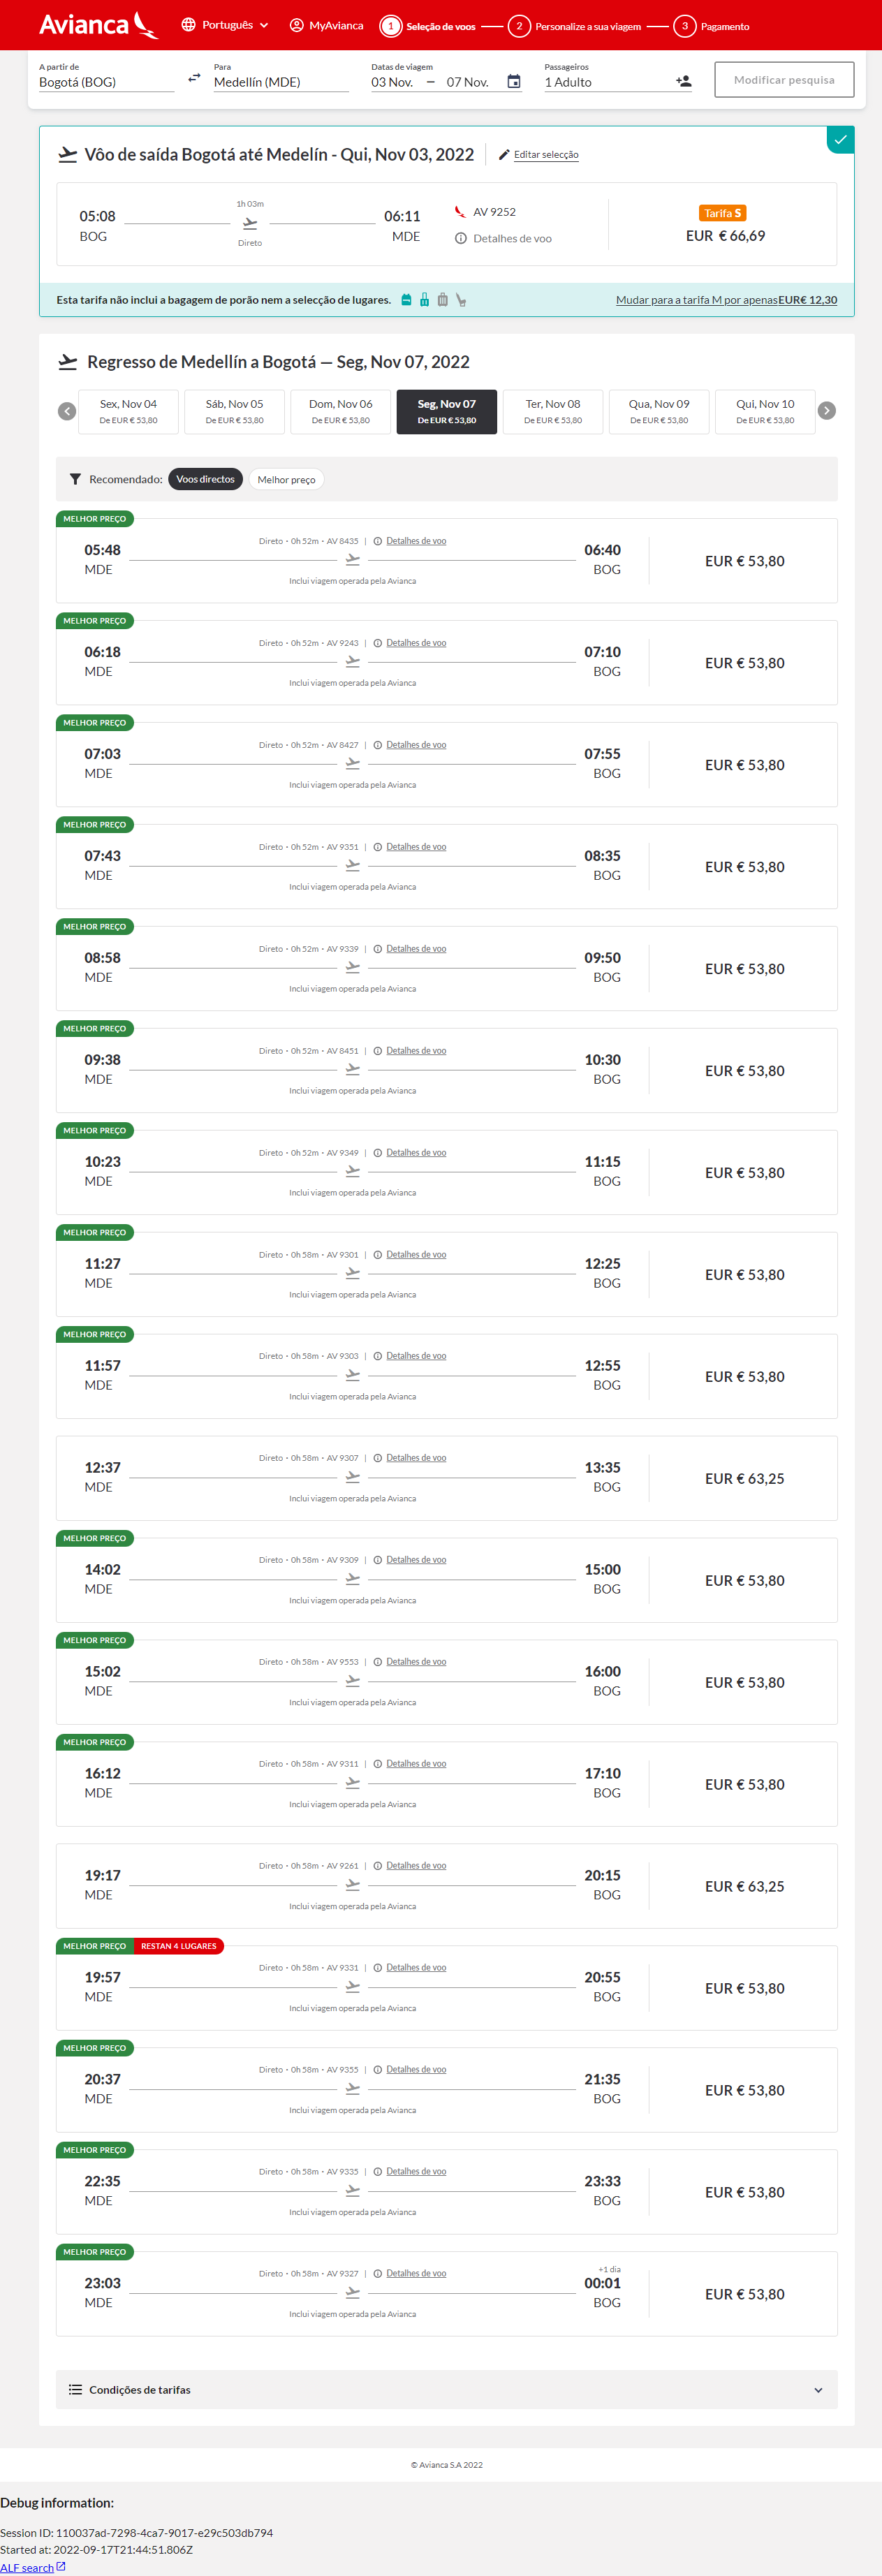 Avianca
Português
MyAvianca
1 Seleção de voos
2 Personalize a sua viagem
3 Pagamento
A partir de
Bogotá (BOG)
Para
Medellín (MDE)
Datas de viagem
03 Nov. – 07 Nov.
Passageiros
1 Adulto
Modificar pesquisa
Vôo de saída Bogotá até Medelín - Qui, Nov 03, 2022
Editar selecção
05:08
BOG
1h 03m
Direto
06:11
MDE
AV 9252
Detalhes de voo
Tarifa S
EUR € 66,69
Esta tarifa não inclui a bagagem de porão nem a selecção de lugares.
Mudar para a tarifa M por apenas EUR€ 12,30
Regresso de Medellín a Bogotá — Seg, Nov 07, 2022
Sex, Nov 04
De EUR € 53,80
Sáb, Nov 05
De EUR € 53,80
Dom, Nov 06
De EUR € 53,80
Seg, Nov 07
De EUR € 53,80
Ter, Nov 08
De EUR € 53,80
Qua, Nov 09
De EUR € 53,80
Qui, Nov 10
De EUR € 53,80
Recomendado: Voos directos Melhor preço
MELHOR PREÇO
Direto • 0h 52m • AV 8435 | Detalhes de voo
05:48 06:40
MDE BOG
EUR € 53,80
Inclui viagem operada pela Avianca
MELHOR PREÇO
Direto • 0h 52m • AV 9243 | Detalhes de voo
06:18 07:10
MDE BOG
EUR € 53,80
Inclui viagem operada pela Avianca
MELHOR PREÇO
Direto • 0h 52m • AV 8427 | Detalhes de voo
07:03 07:55
MDE BOG
EUR € 53,80
Inclui viagem operada pela Avianca
MELHOR PREÇO
Direto • 0h 52m • AV 9351 | Detalhes de voo
07:43 08:35
MDE BOG
EUR € 53,80
Inclui viagem operada pela Avianca
MELHOR PREÇO
Direto • 0h 52m • AV 9339 | Detalhes de voo
08:58 09:50
MDE BOG
EUR € 53,80
Inclui viagem operada pela Avianca
MELHOR PREÇO
Direto • 0h 52m • AV 8451 | Detalhes de voo
09:38 10:30
MDE BOG
EUR € 53,80
Inclui viagem operada pela Avianca
MELHOR PREÇO
Direto • 0h 52m • AV 9349 | Detalhes de voo
10:23 11:15
MDE BOG
EUR € 53,80
Inclui viagem operada pela Avianca
MELHOR PREÇO
Direto • 0h 58m • AV 9301 | Detalhes de voo
11:27 12:25
MDE BOG
EUR € 53,80
Inclui viagem operada pela Avianca
MELHOR PREÇO
Direto • 0h 58m • AV 9303 | Detalhes de voo
11:57 12:55
MDE BOG
EUR € 53,80
Inclui viagem operada pela Avianca
Direto • 0h 58m • AV 9307 | Detalhes de voo
12:37 13:35
MDE BOG
EUR € 63,25
Inclui viagem operada pela Avianca
MELHOR PREÇO
Direto • 0h 58m • AV 9309 | Detalhes de voo
14:02 15:00
MDE BOG
EUR € 53,80
Inclui viagem operada pela Avianca
MELHOR PREÇO
Direto • 0h 58m • AV 9553 | Detalhes de voo
15:02 16:00
MDE BOG
EUR € 53,80
Inclui viagem operada pela Avianca
MELHOR PREÇO
Direto • 0h 58m • AV 9311 | Detalhes de voo
16:12 17:10
MDE BOG
EUR € 53,80
Inclui viagem operada pela Avianca
Direto • 0h 58m • AV 9261 | Detalhes de voo
19:17 20:15
MDE BOG
EUR € 63,25
Inclui viagem operada pela Avianca
MELHOR PREÇO RESTAN 4 LUGARES
Direto • 0h 58m • AV 9331 | Detalhes de voo
19:57 20:55
MDE BOG
EUR € 53,80
Inclui viagem operada pela Avianca
MELHOR PREÇO
Direto • 0h 58m • AV 9355 | Detalhes de voo
20:37 21:35
MDE BOG
EUR € 53,80
Inclui viagem operada pela Avianca
MELHOR PREÇO
Direto • 0h 58m • AV 9335 | Detalhes de voo
22:35 23:33
MDE BOG
EUR € 53,80
Inclui viagem operada pela Avianca
MELHOR PREÇO
Direto • 0h 58m • AV 9327 | Detalhes de voo
+1 dia
23:03 00:01
MDE BOG
EUR € 53,80
Inclui viagem operada pela Avianca
Condições de tarifas
© Avianca S.A 2022
Debug information:
Session ID: 110037ad-7298-4ca7-9017-e29c503db794
Started at: 2022-09-17T21:44:51.806Z
ALF search